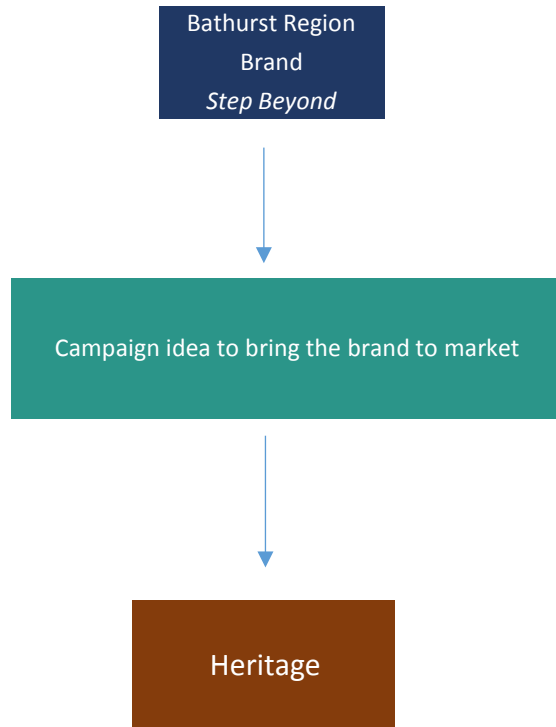 Bathurst Region
Brand
Step Beyond
Campaign idea to bring the brand to market
Heritage